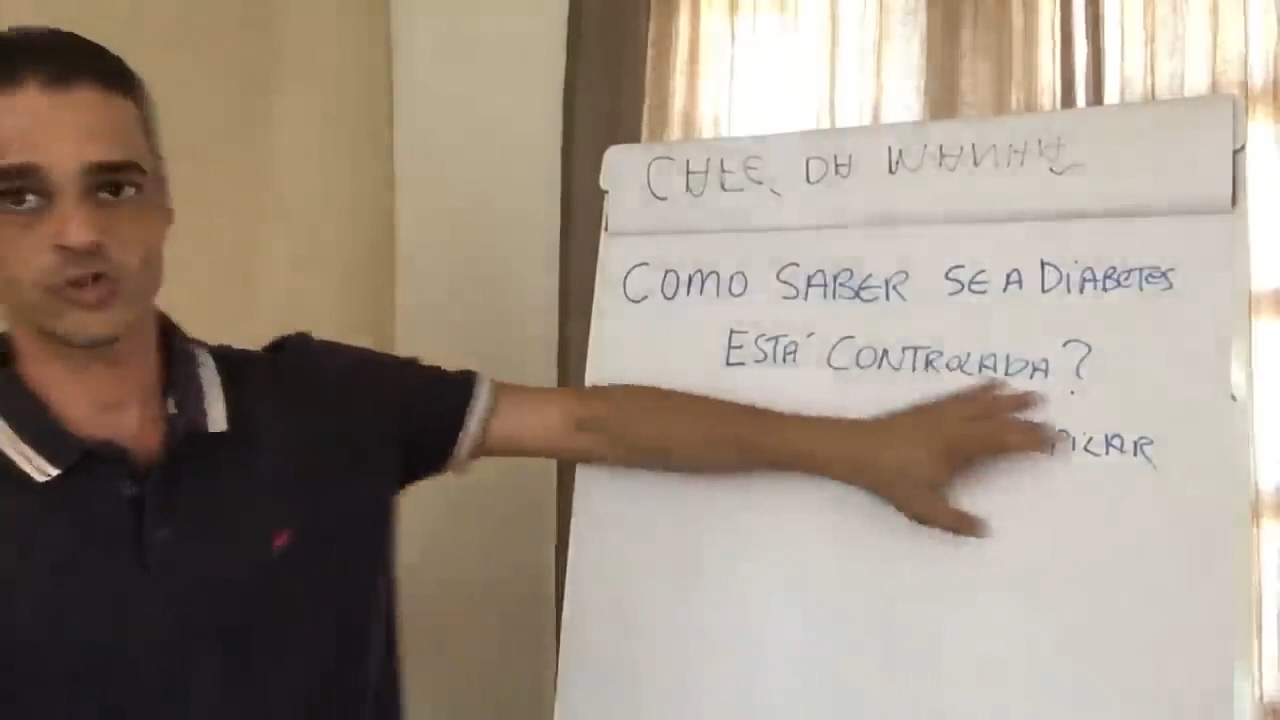 CAFÉ DA MANHÃ
COMO SABER SE A DIABETES
ESTÁ CONTROLADA?